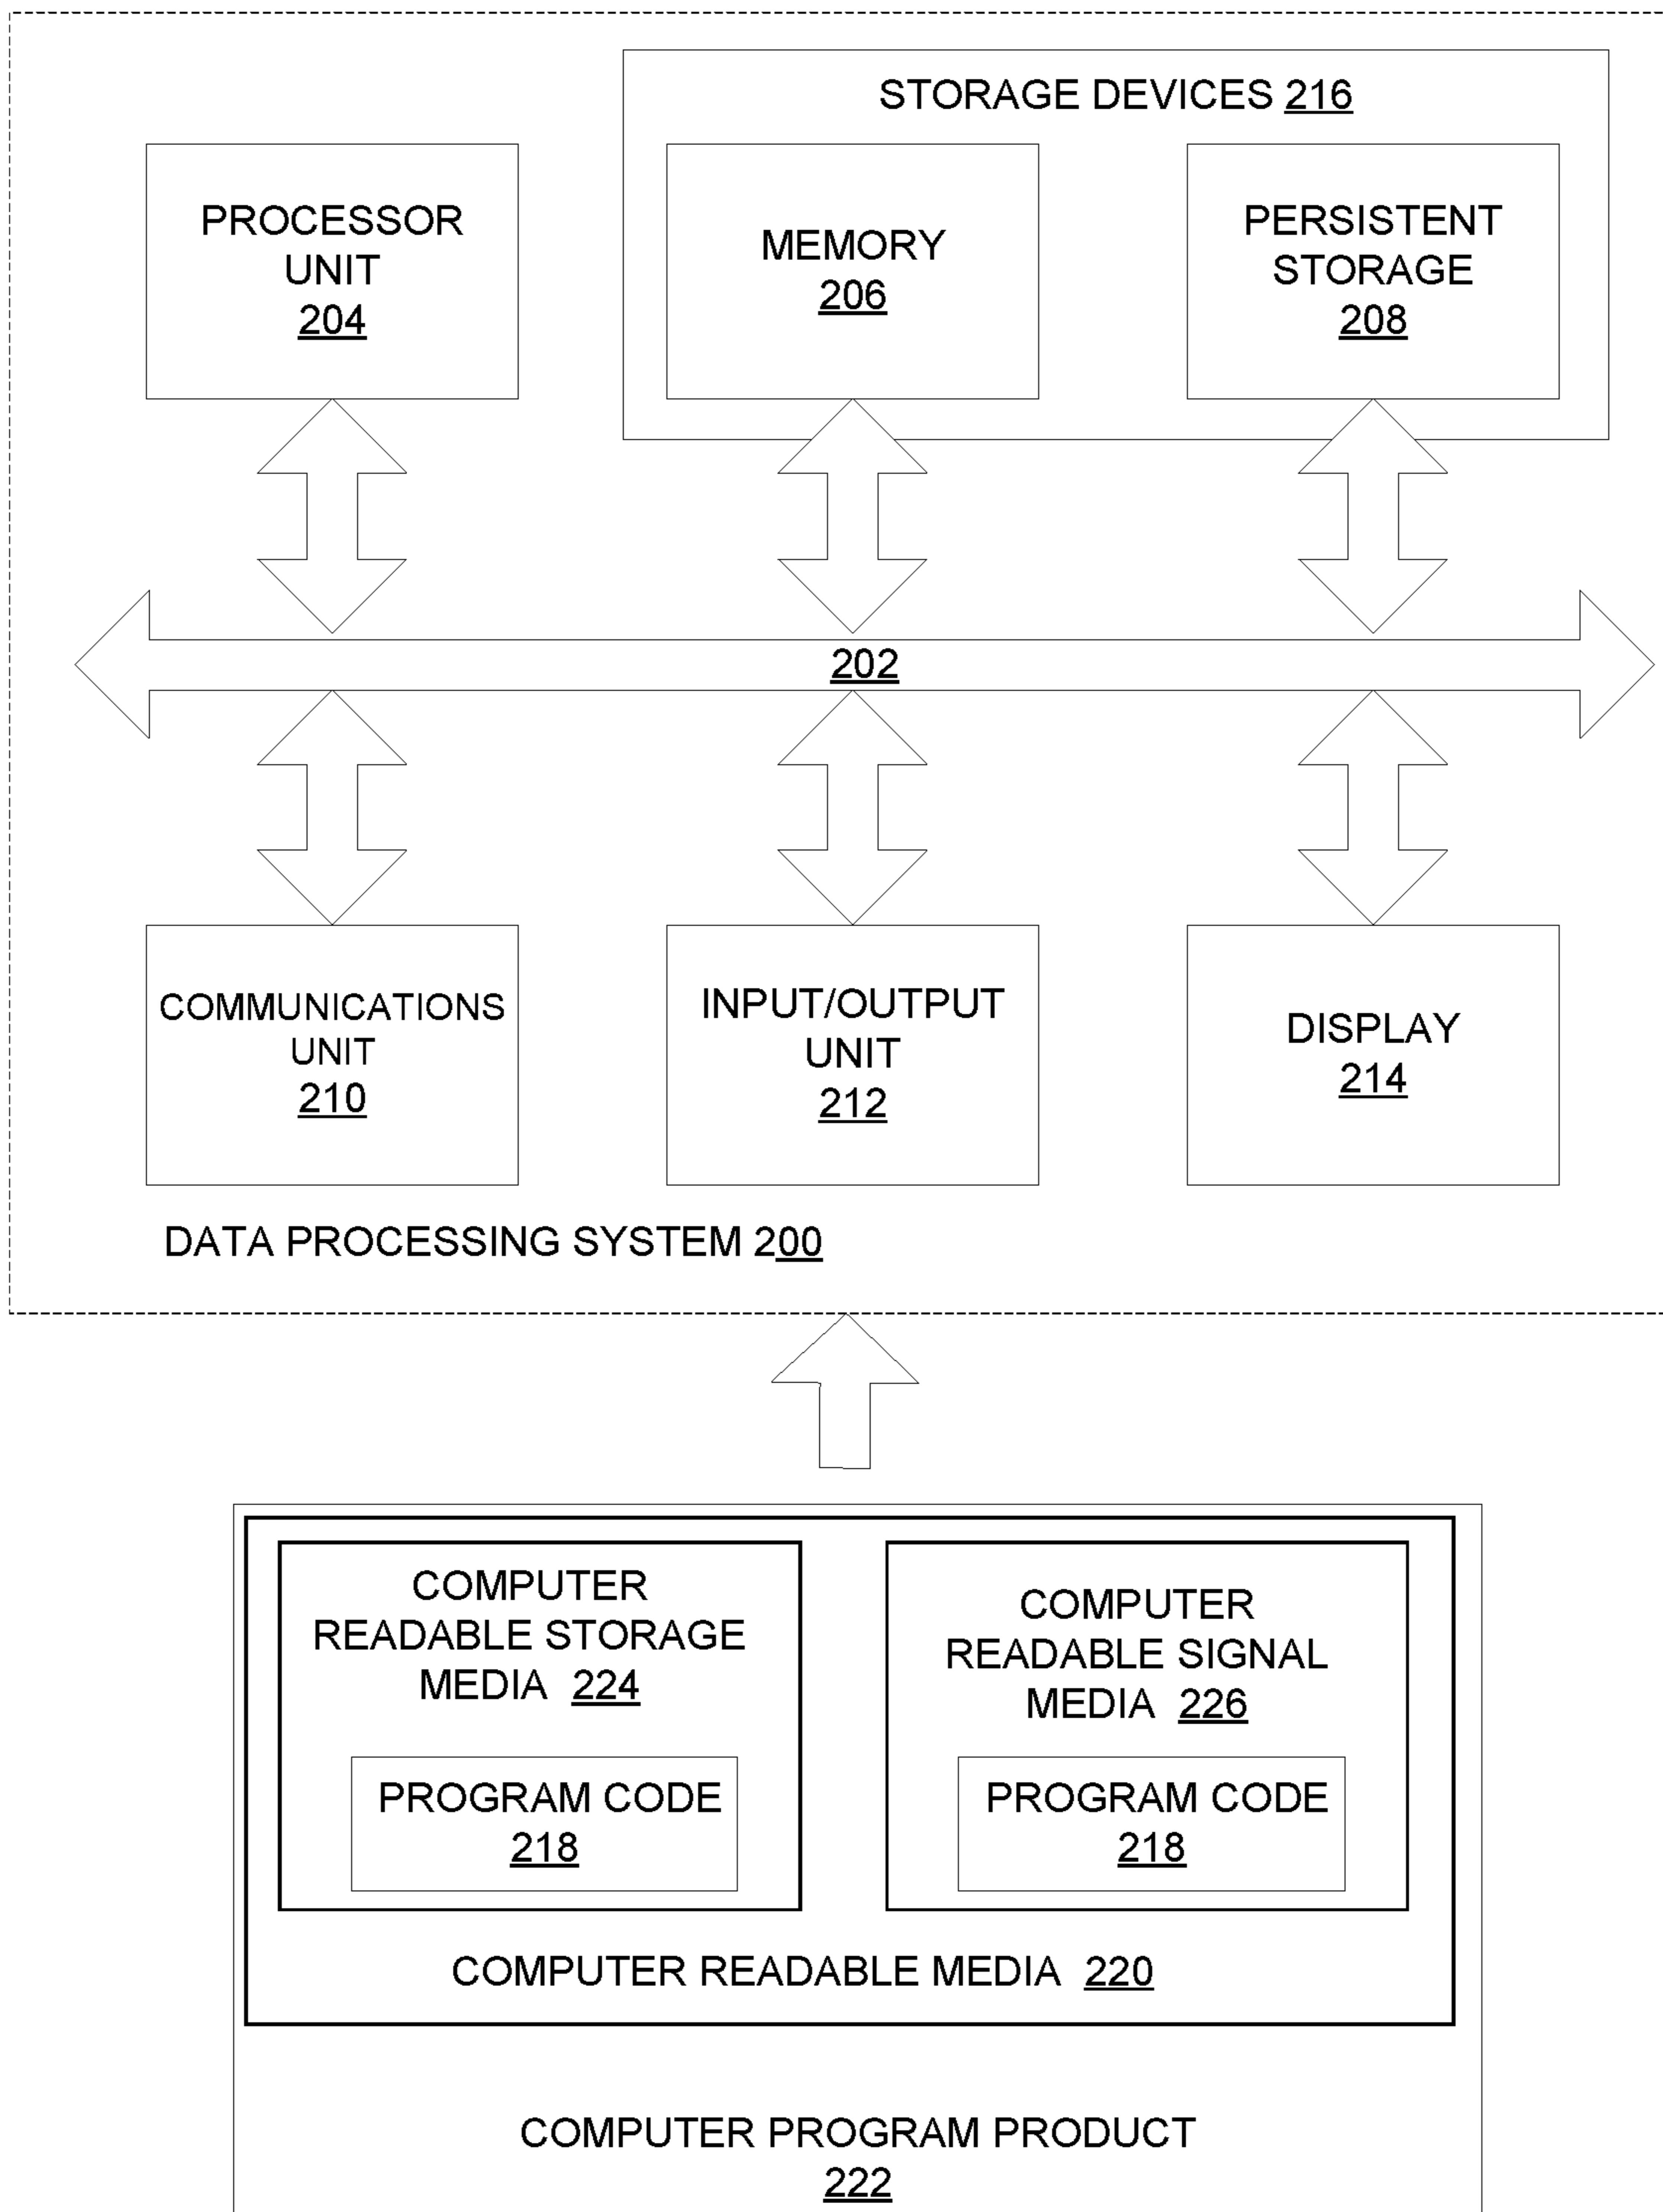 STORAGE DEVICES 216
PROCESSOR
UNIT
204
MEMORY
206
PERSISTENT
STORAGE
208
202
COMMUNICATIONS
UNIT
210
INPUT/OUTPUT
UNIT
212
DISPLAY
214
DATA PROCESSING SYSTEM 200
COMPUTER
READABLE STORAGE
MEDIA 224
PROGRAM CODE
218
COMPUTER
READABLE SIGNAL
MEDIA 226
PROGRAM CODE
218
COMPUTER READABLE MEDIA 220
COMPUTER PROGRAM PRODUCT
222